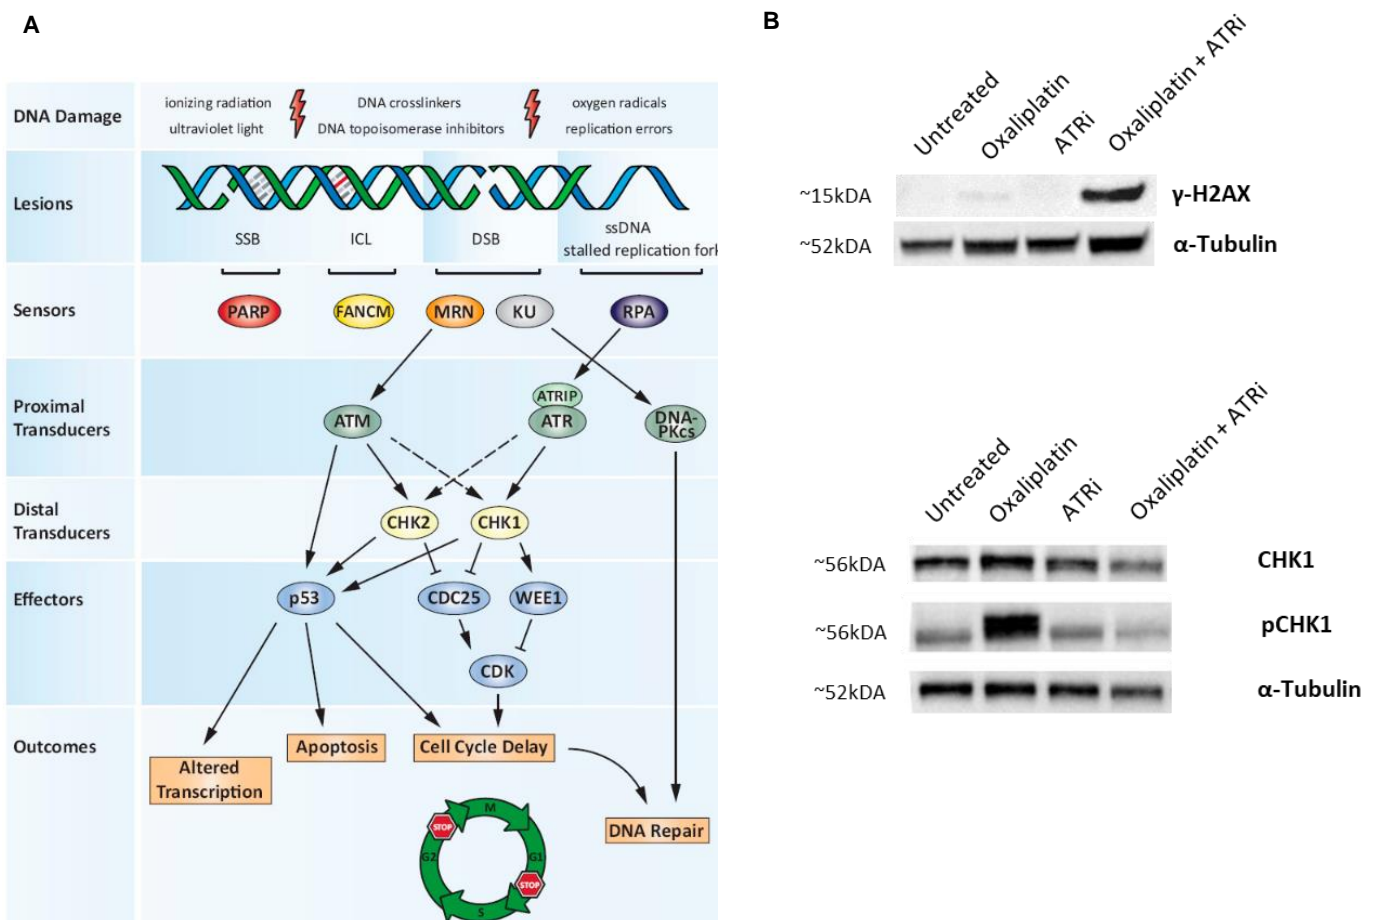 A
DNA Damage
ionizing radiation
ultraviolet light
DNA crosslinkers
DNA topoisomerase inhibitors
oxygen radicals
replication errors
Lesions
SSB
ICL
DSB
ssDNA
stalled replication fork
Sensors
PARP
FANCM
MRN
KU
RPA
Proximal
Transducers
ATM
ATRIP
ATR
DNA-
PKcs
Distal
Transducers
CHK2
CHK1
Effectors
p53
CDC25
WEE1
CDK
Outcomes
Altered
Transcription
Apoptosis
Cell Cycle Delay
DNA Repair
M
STOP
G2
G1
STOP
S
B
Untreated
Oxaliplatin
ATRi
Oxaliplatin + ATRi
~15kDA
γ-H2AX
~52kDA
α-Tubulin
Untreated
Oxaliplatin
ATRi
Oxaliplatin + ATRi
~56kDA
CHK1
~56kDA
pCHK1
~52kDA
α-Tubulin